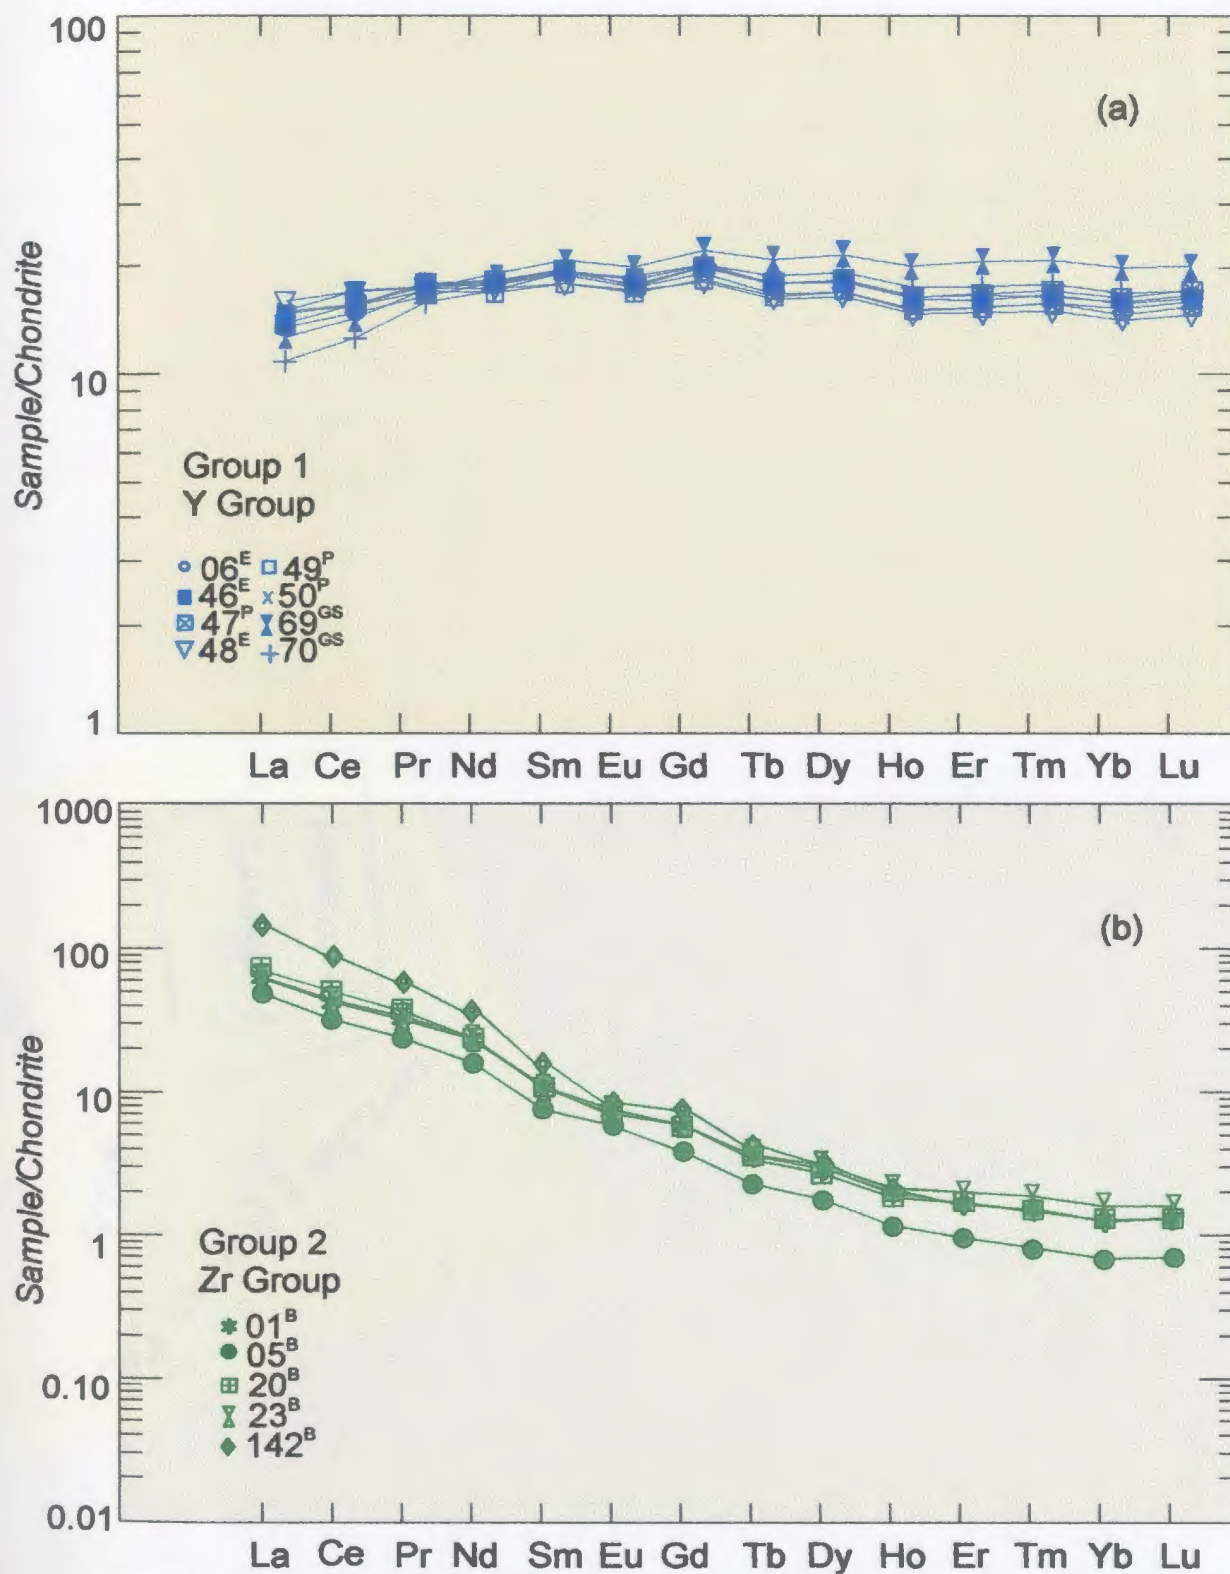 100
(a)
10
Sample/Chondrite
Group 1
Y Group
06ᴱ 49ᴾ
46ᴱ 50ᴾ
47ᴾ 69ᴳˢ
48ᴱ 70ᴳˢ
1
La Ce Pr Nd Sm Eu Gd Tb Dy Ho Er Tm Yb Lu
1000
(b)
100
10
Sample/Chondrite
1
Group 2
Zr Group
01ᴮ
05ᴮ
20ᴮ
23ᴮ
142ᴮ
0.10
0.01
La Ce Pr Nd Sm Eu Gd Tb Dy Ho Er Tm Yb Lu